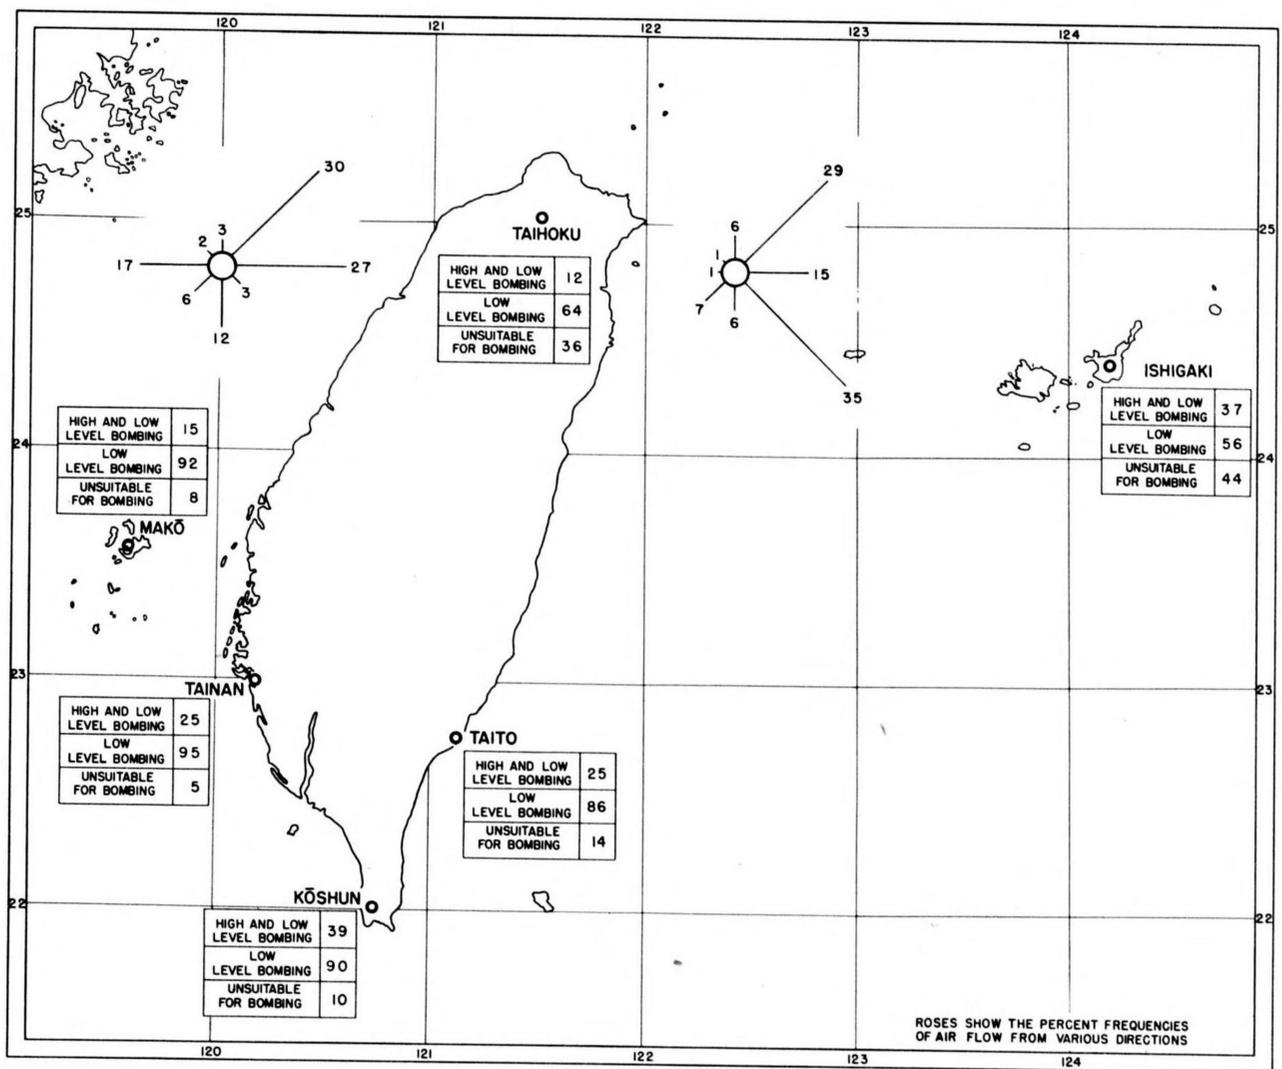 120 121 122 123 124
30
3
2
17
27
6
3
12
29
6
1
1
15
7
6
35
25
25
TAIHOKU
HIGH AND LOW
LEVEL BOMBING 12
LOW
LEVEL BOMBING 64
UNSUITABLE
FOR BOMBING 36
ISHIGAKI
HIGH AND LOW
LEVEL BOMBING 37
LOW
LEVEL BOMBING 56
UNSUITABLE
FOR BOMBING 44
24
24
HIGH AND LOW
LEVEL BOMBING 15
LOW
LEVEL BOMBING 92
UNSUITABLE
FOR BOMBING 8
MAKŌ
23
23
TAINAN
HIGH AND LOW
LEVEL BOMBING 25
LOW
LEVEL BOMBING 95
UNSUITABLE
FOR BOMBING 5
TAITO
HIGH AND LOW
LEVEL BOMBING 25
LOW
LEVEL BOMBING 86
UNSUITABLE
FOR BOMBING 14
22
22
KŌSHUN
HIGH AND LOW
LEVEL BOMBING 39
LOW
LEVEL BOMBING 90
UNSUITABLE
FOR BOMBING 10
ROSES SHOW THE PERCENT FREQUENCIES
OF AIR FLOW FROM VARIOUS DIRECTIONS
120 121 122 123 124